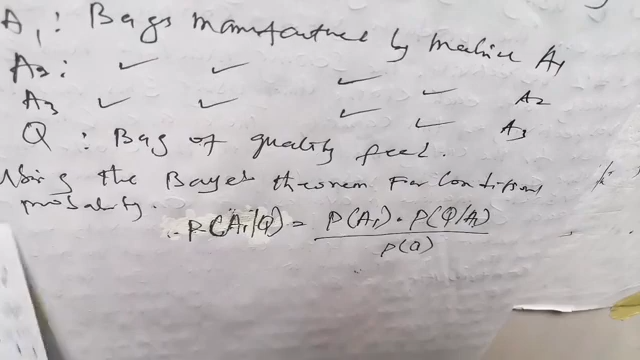 A1: Bags manufactured by machine A1
A2: ✓ ✓ ✓ ✓ A2
A3 ✓ ✓ ✓ ✓ A3
Q : Bag of quality feed.
Using the Bayes theorem For Conditional
probability.
P(A1/Q) = P(A1) · P(Q/A1)
P(Q)